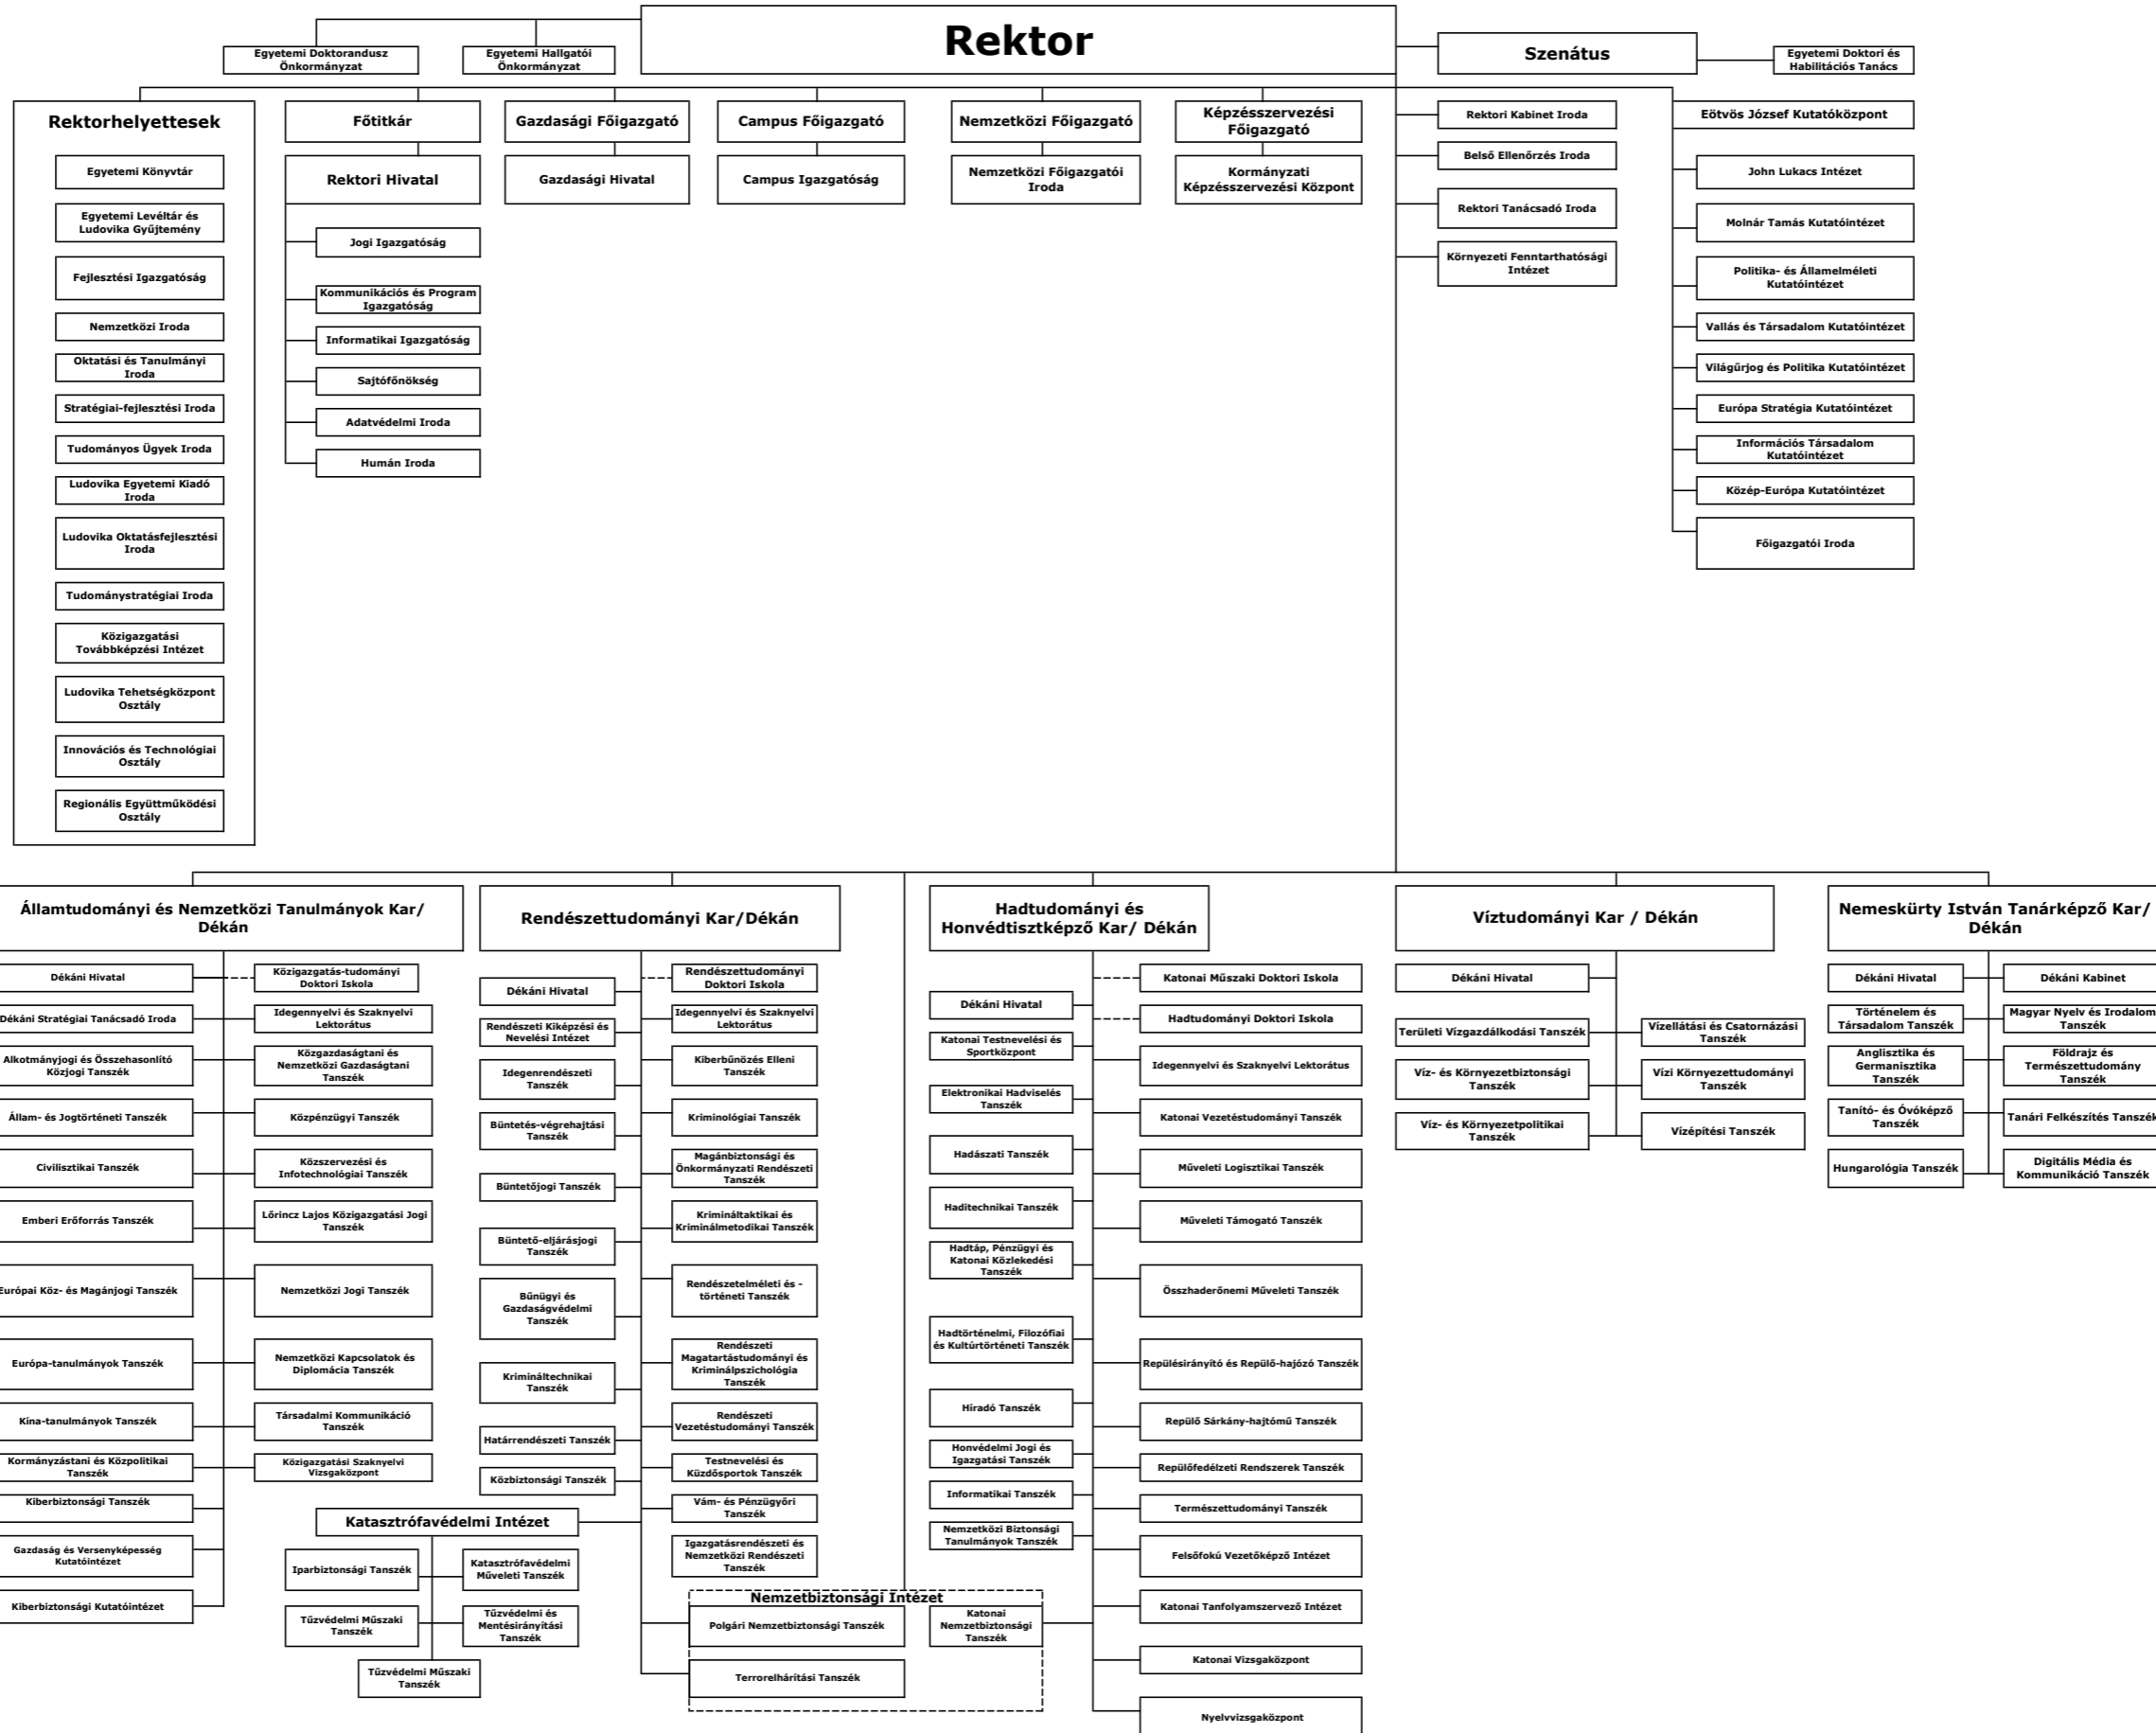 Rektor
Egyetemi Doktorandusz
Önkormányzat
Egyetemi Hallgatói
Önkormányzat
Szenátus
Egyetemi Doktori és
Habilitációs Tanács
Rektorhelyettesek
Egyetemi Könyvtár
Egyetemi Levéltár és
Ludovika Gyűjtemény
Fejlesztési Igazgatóság
Nemzetközi Iroda
Oktatási és Tanulmányi
Iroda
Stratégiai-fejlesztési Iroda
Tudományos Ügyek Iroda
Ludovika Egyetemi Kiadó
Iroda
Ludovika Oktatásfejlesztési
Iroda
Tudománystratégiai Iroda
Közigazgatási
Továbbképzési Intézet
Ludovika Tehetségközpont
Osztály
Innovációs és Technológiai
Osztály
Regionális Együttműködési
Osztály
Főtitkár
Rektori Hivatal
Jogi Igazgatóság
Kommunikációs és Program
Igazgatóság
Informatikai Igazgatóság
Sajtófőnökség
Adatvédelmi Iroda
Humán Iroda
Gazdasági Főigazgató
Gazdasági Hivatal
Campus Főigazgató
Campus Igazgatóság
Nemzetközi Főigazgató
Nemzetközi Főigazgatói
Iroda
Képzésszervezési
Főigazgató
Kormányzati
Képzésszervezési Központ
Rektori Kabinet Iroda
Belső Ellenőrzés Iroda
Rektori Tanácsadó Iroda
Környezeti Fenntarthatósági
Intézet
Eötvös József Kutatóközpont
John Lukacs Intézet
Molnár Tamás Kutatóintézet
Politika- és Államelméleti
Kutatóintézet
Vallás és Társadalom Kutatóintézet
Világűrjog és Politika Kutatóintézet
Európa Stratégia Kutatóintézet
Információs Társadalom
Kutatóintézet
Közép-Európa Kutatóintézet
Főigazgatói Iroda
Államtudományi és Nemzetközi Tanulmányok Kar/
Dékán
Dékáni Hivatal
Dékáni Stratégiai Tanácsadó Iroda
Alkotmányjogi és Összehasonlító
Közjogi Tanszék
Állam- és Jogtörténeti Tanszék
Civilisztikai Tanszék
Emberi Erőforrás Tanszék
Európai Köz- és Magánjogi Tanszék
Európa-tanulmányok Tanszék
Kína-tanulmányok Tanszék
Kormányzástani és Közpolitikai
Tanszék
Kiberbiztonsági Tanszék
Gazdaság és Versenyképesség
Kutatóintézet
Kiberbiztonsági Kutatóintézet
Közigazgatás-tudományi
Doktori Iskola
Idegennyelvi és Szaknyelvi
Lektorátus
Közgazdaságtani és
Nemzetközi Gazdaságtani
Tanszék
Közpénzügyi Tanszék
Közszervezési és
Infotechnológiai Tanszék
Lőrincz Lajos Közigazgatási Jogi
Tanszék
Nemzetközi Jogi Tanszék
Nemzetközi Kapcsolatok és
Diplomácia Tanszék
Társadalmi Kommunikáció
Tanszék
Közigazgatási Szaknyelvi
Vizsgaközpont
Rendészettudományi Kar/Dékán
Dékáni Hivatal
Rendészeti Kiképzési és
Nevelési Intézet
Idegenrendészeti
Tanszék
Büntetés-végrehajtási
Tanszék
Büntetőjogi Tanszék
Büntető-eljárásjogi
Tanszék
Bűnügyi és
Gazdaságvédelmi
Tanszék
Krimináltechnikai
Tanszék
Határrendészeti Tanszék
Közbiztonsági Tanszék
Rendészettudományi
Doktori Iskola
Idegennyelvi és Szaknyelvi
Lektorátus
Kiberbűnözés Elleni
Tanszék
Kriminológiai Tanszék
Magánbiztonsági és
Önkormányzati Rendészeti
Tanszék
Krimináltaktikai és
Kriminálmetodikai Tanszék
Rendészetelméleti és -
történeti Tanszék
Rendészeti
Magatartástudományi és
Kriminálpszichológia
Tanszék
Rendészeti
Vezetéstudományi Tanszék
Testnevelési és
Küzdősportok Tanszék
Vám- és Pénzügyőri
Tanszék
Igazgatásrendészeti és
Nemzetközi Rendészeti
Tanszék
Katasztrófavédelmi Intézet
Iparbiztonsági Tanszék
Katasztrófavédelmi
Műveleti Tanszék
Tűzvédelmi Műszaki
Tanszék
Tűzvédelmi és
Mentésirányítási
Tanszék
Tűzvédelmi Műszaki
Tanszék
Nemzetbiztonsági Intézet
Polgári Nemzetbiztonsági Tanszék
Terrorelhárítási Tanszék
Katonai
Nemzetbiztonsági
Tanszék
Hadtudományi és
Honvédtisztképző Kar/ Dékán
Dékáni Hivatal
Katonai Testnevelési és
Sportközpont
Elektronikai Hadviselés
Tanszék
Hadászati Tanszék
Haditechnikai Tanszék
Hadtáp, Pénzügyi és
Katonai Közlekedési
Tanszék
Hadtörténelmi, Filozófiai
és Kultúrtörténeti Tanszék
Híradó Tanszék
Honvédelmi Jogi és
Igazgatási Tanszék
Informatikai Tanszék
Nemzetközi Biztonsági
Tanulmányok Tanszék
Katonai Műszaki Doktori Iskola
Hadtudományi Doktori Iskola
Idegennyelvi és Szaknyelvi Lektorátus
Katonai Vezetéstudományi Tanszék
Műveleti Logisztikai Tanszék
Műveleti Támogató Tanszék
Összhaderőnemi Műveleti Tanszék
Repülésirányító és Repülő-hajózó Tanszék
Repülő Sárkány-hajtómű Tanszék
Repülőfedélzeti Rendszerek Tanszék
Természettudományi Tanszék
Felsőfokú Vezetőképző Intézet
Katonai Tanfolyamszervező Intézet
Katonai Vizsgaközpont
Nyelvvizsgaközpont
Víztudományi Kar / Dékán
Dékáni Hivatal
Területi Vízgazdálkodási Tanszék
Víz- és Környezetbiztonsági
Tanszék
Víz- és Környezetpolitikai
Tanszék
Vízellátási és Csatornázási
Tanszék
Vízi Környezettudományi
Tanszék
Vízépítési Tanszék
Nemeskürty István Tanárképző Kar/
Dékán
Dékáni Hivatal
Történelem és
Társadalom Tanszék
Anglisztika és
Germanisztika
Tanszék
Tanító- és Óvóképző
Tanszék
Hungarológia Tanszék
Dékáni Kabinet
Magyar Nyelv és Irodalom
Tanszék
Földrajz és
Természettudomány
Tanszék
Tanári Felkészítés Tanszék
Digitális Média és
Kommunikáció Tanszék